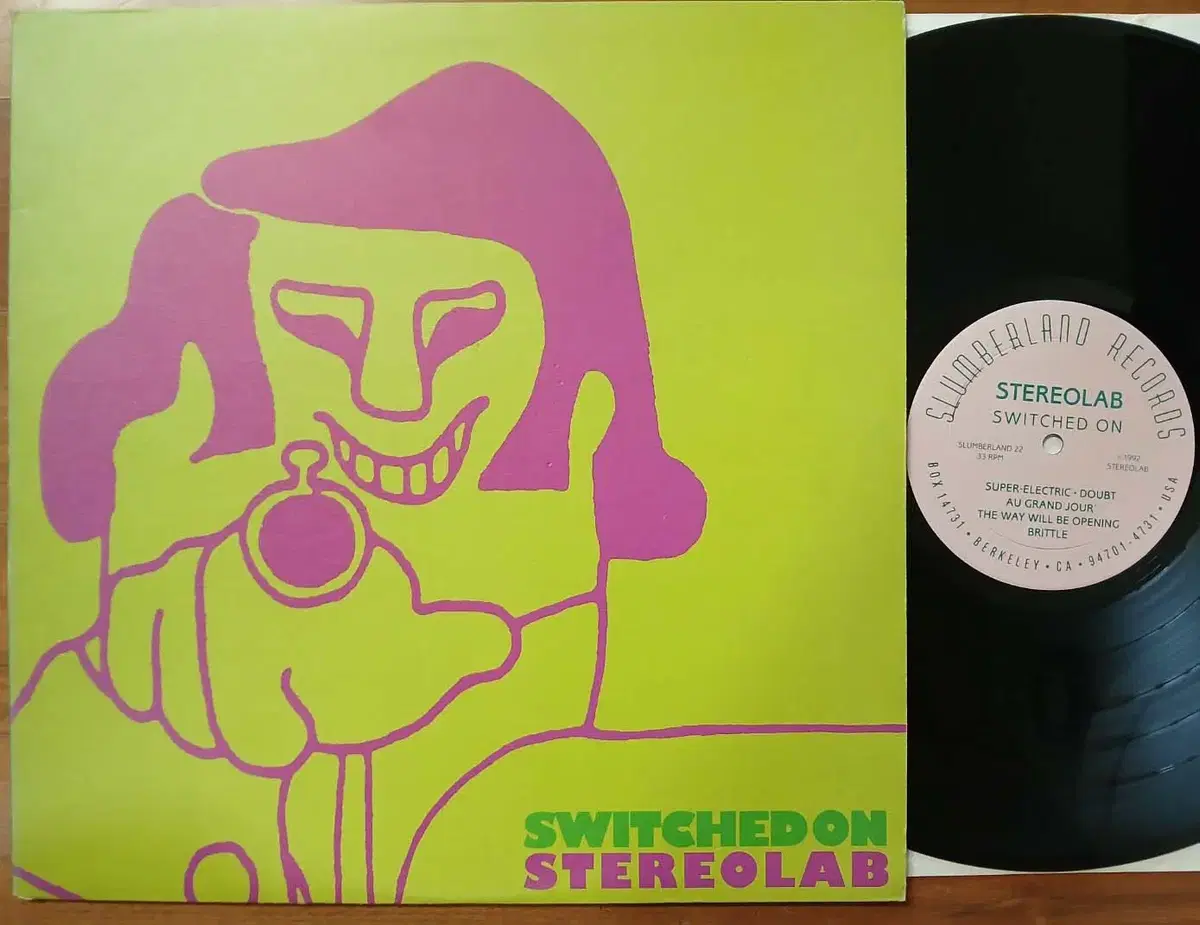 SWITCHED ON
STEREOLAB
SLUMBERLAND RECORDS
STEREOLAB
SWITCHED ON
SLUMBERLAND 22
33 RPM
℗ 1992
STEREOLAB
SUPER-ELECTRIC • DOUBT
AU GRAND JOUR'
THE WAY WILL BE OPENING
BRITTLE
BOX 14731 • BERKELEY • CA • 94701-4731 • USA